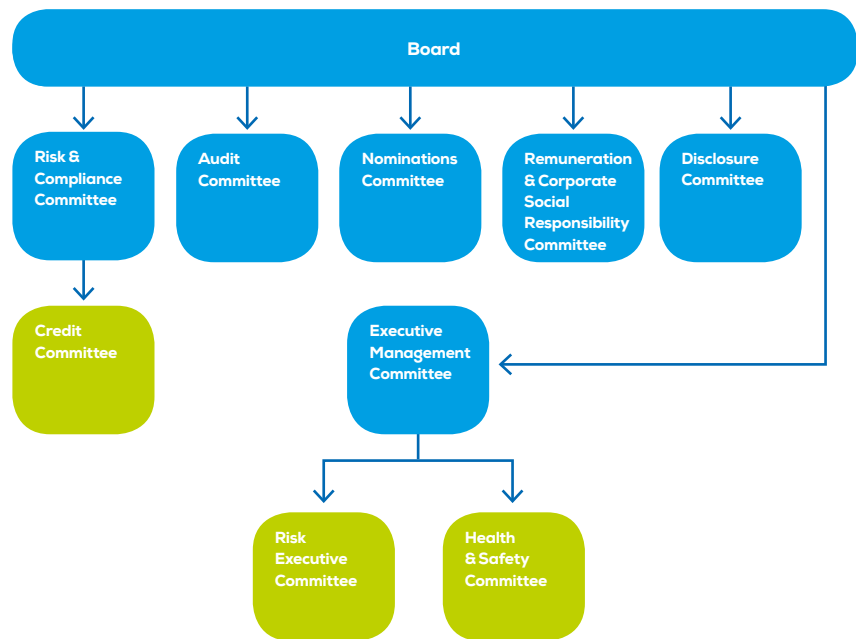 Board
Risk &
Compliance
Committee
Audit
Committee
Nominations
Committee
Remuneration
& Corporate
Social
Responsibility
Committee
Disclosure
Committee
Credit
Committee
Executive
Management
Committee
Risk
Executive
Committee
Health
& Safety
Committee